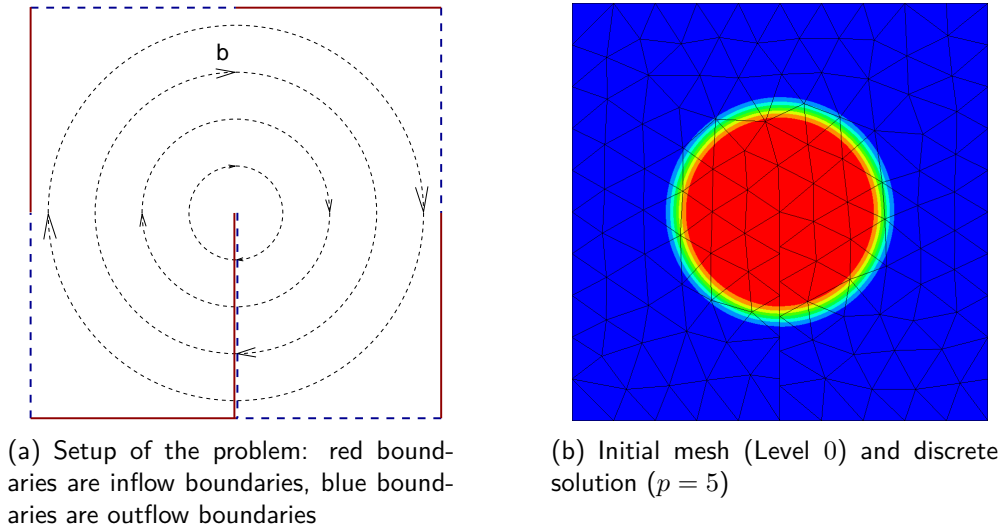 b
(a) Setup of the problem: red bound-
aries are inflow boundaries, blue bound-
aries are outflow boundaries
(b) Initial mesh (Level 0) and discrete
solution (p = 5)